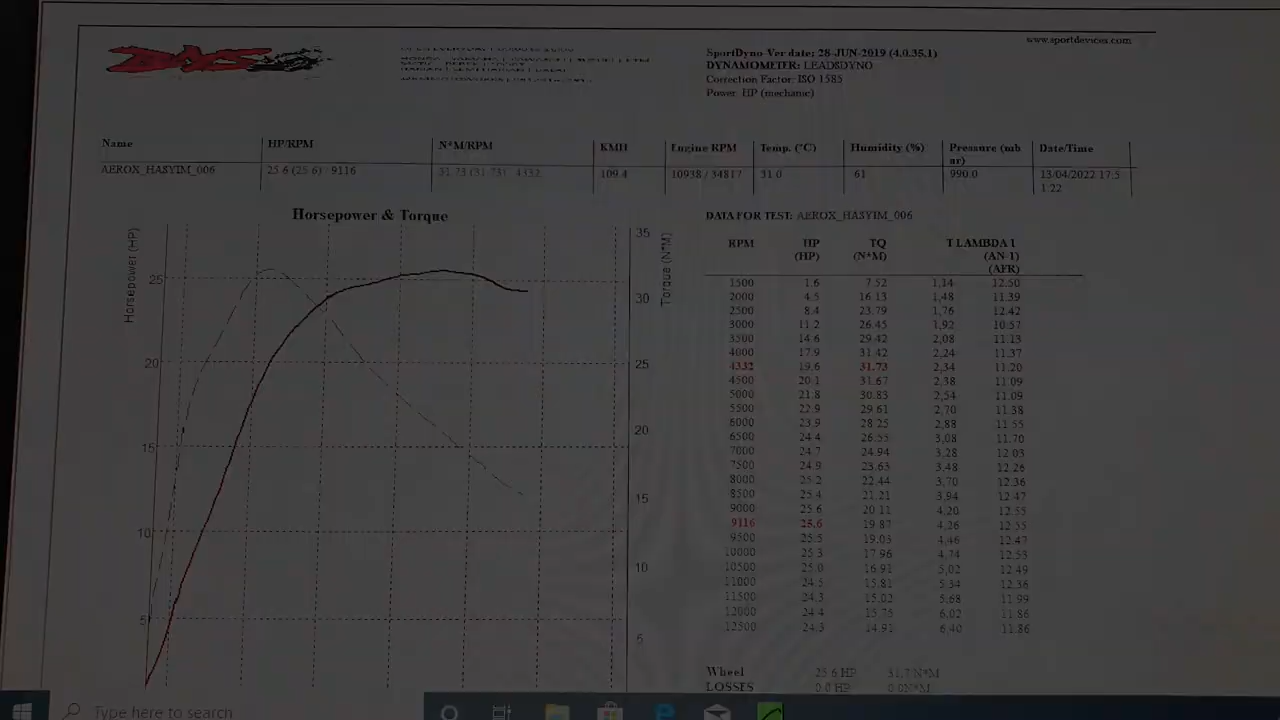 www.sportdevices.com
SportDyno-Ver date; 28-JUN-2019 (4.0.35.1)
DYNAMOMETER: LEADSDYNO
Correction Factor: ISO 1585
Power: HP (mechanic)
Name HP/RPM N*M/RPM KMH Engine RPM Temp. (°C) Humidity (%) Pressure (mb ar) Date/Time
AEROX_HASYIM_006 25.6 (25.6) / 9116 31.73 (31.73) / 4332 109.4 10938 / 34817 31.0 61 990.0 13/04/2022 17:5
1:22
Horsepower & Torque
DATA FOR TEST: AEROX_HASYIM_006
Horsepower (HP)
25
20
15
10
5
35
30
25
20
15
10
5
Torque (N*M)
RPM HP TQ T LAMBDA 1
(HP) (N*M) (AN-1)
(AFR)
1500 1.6 7.52 1,14 12.50
2000 4.5 16.13 1,48 11.39
2500 8.4 23.79 1,76 12.42
3000 11.2 26.45 1,92 10.57
3500 14.6 29.42 2,08 11.13
4000 17.9 31.42 2,24 11.37
4332 19.6 31.73 2,34 11.20
4500 20.1 31.67 2,38 11.09
5000 21.8 30.83 2,54 11.09
5500 22.9 29.61 2,70 11.38
6000 23.9 28.25 2,88 11.55
6500 24.4 26.55 3,08 11.70
7000 24.7 24.94 3,28 12.03
7500 24.9 23.63 3,48 12.26
8000 25.2 22.44 3,70 12.36
8500 25.4 21.21 3,94 12.47
9000 25.6 20.11 4,20 12.55
9116 25.6 19.87 4,26 12.55
9500 25.5 19.03 4,46 12.47
10000 25.3 17.96 4,74 12.53
10500 25.0 16.91 5,02 12.49
11000 24.5 15.81 5,34 12.36
11500 24.3 15.02 5,68 11.99
12000 24.4 15.75 6,02 11.86
12500 24.3 14.91 6,40 11.86
Wheel 25.6 HP 31.7 N*M
LOSSES 0.0 HP 0.0N*M
Type here to search